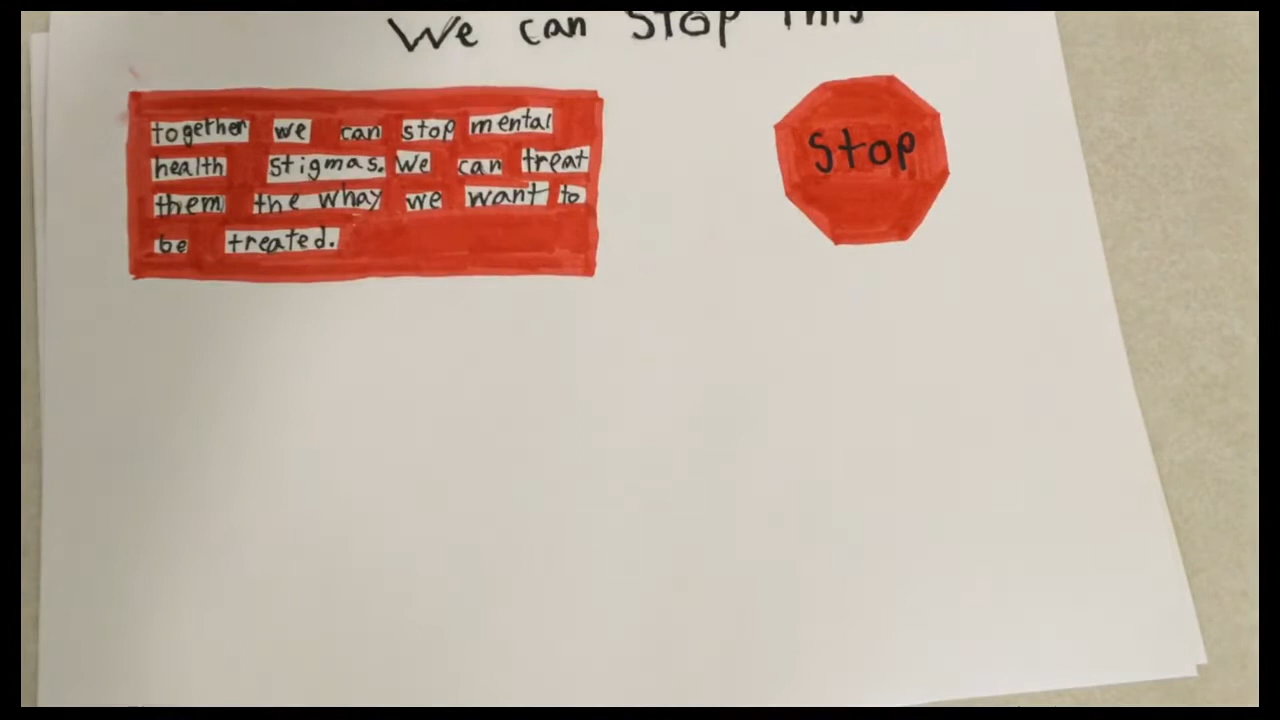 We can Stop This
together we can stop mental
health stigmas. We can treat
them the whay we want to
be treated.
Stop